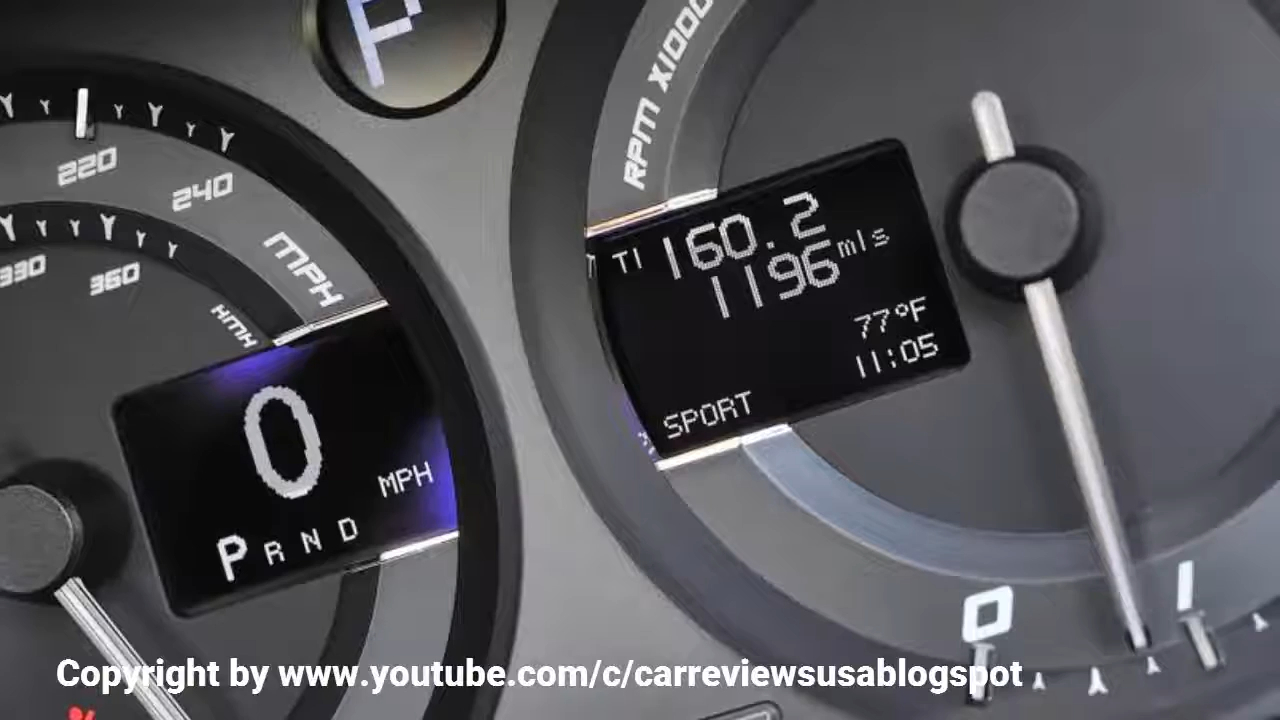 P
RPM X1000
220
240
MPH
330
360
KMH
0
MPH
P R N D
T1 160.2
1196 mls
77°F
11:05
SPORT
0
1
Copyright by www.youtube.com/c/carreviewsusablogspot